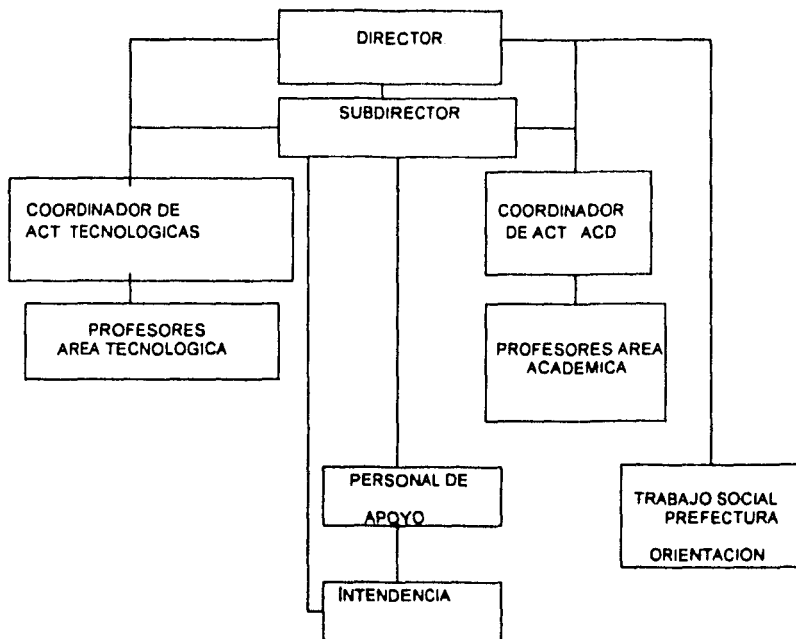 DIRECTOR
SUBDIRECTOR
COORDINADOR DE
ACT TECNOLOGICAS
COORDINADOR
DE ACT ACD
PROFESORES
AREA TECNOLOGICA
PROFESORES AREA
ACADEMICA
PERSONAL DE
APOYO
TRABAJO SOCIAL
PREFECTURA
ORIENTACION
INTENDENCIA